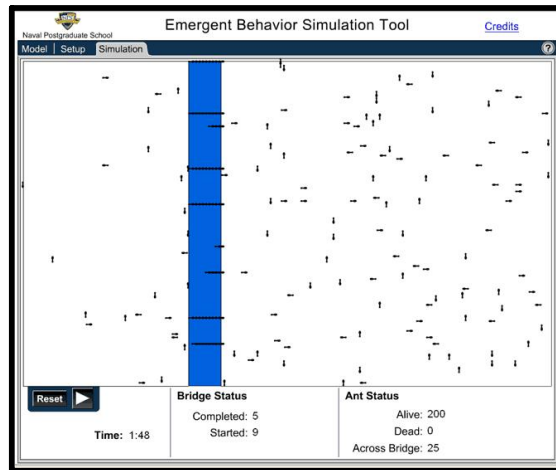 Emergent Behavior Simulation Tool
Credits
Naval Postgraduate School
Model | Setup Simulation
?
Reset
Time: 1:48
Bridge Status
Completed: 5
Started: 9
Ant Status
Alive: 200
Dead: 0
Across Bridge: 25